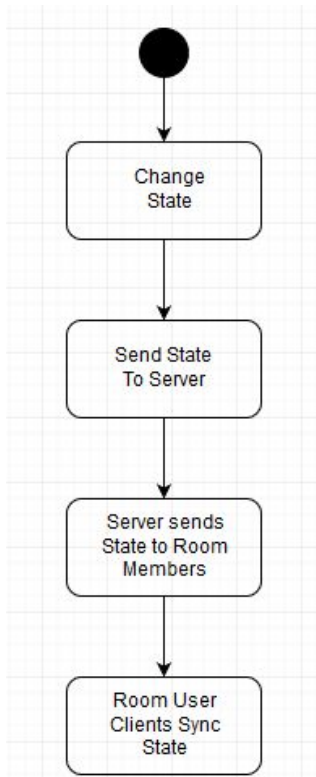 Change
State
Send State
To Server
Server sends
State to Room
Members
Room User
Clients Sync
State